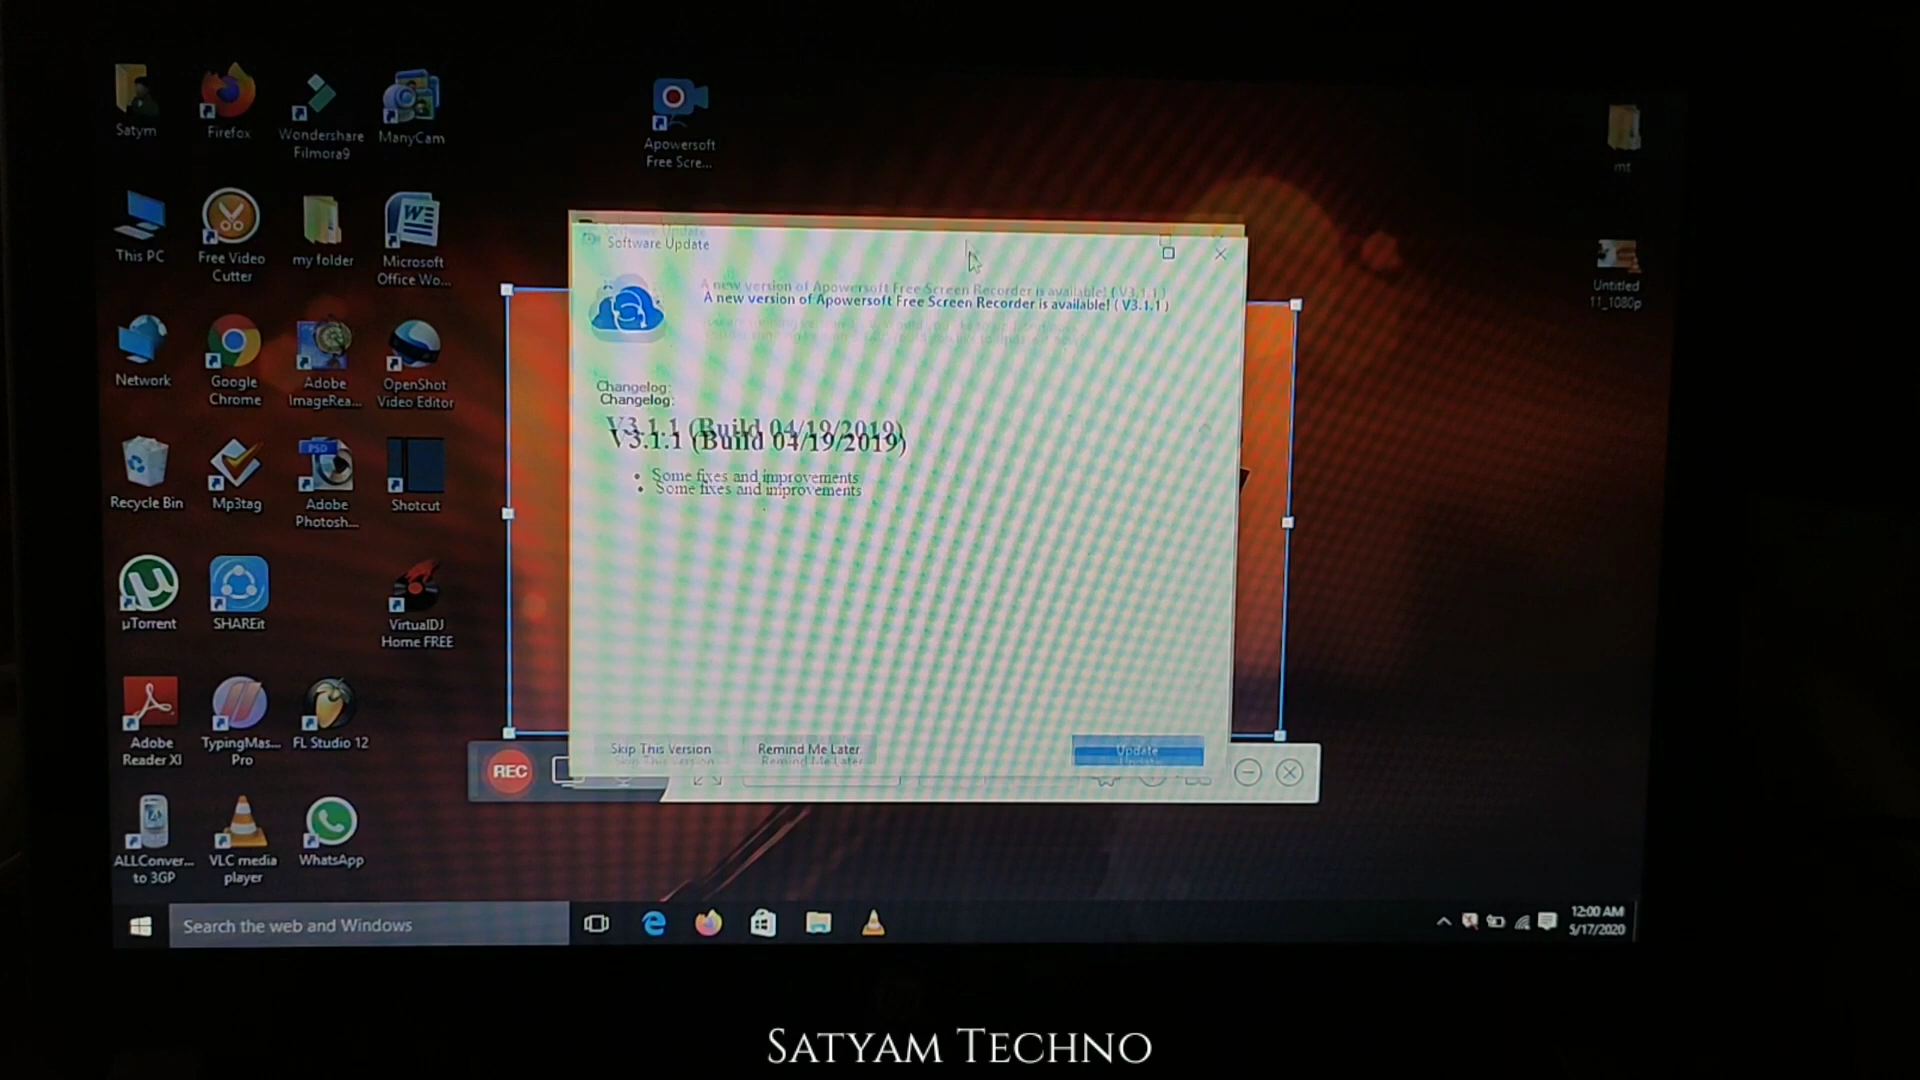 Satym
Firefox
Wondershare
Filmora9
ManyCam
Apowersoft
Free Scre...
mt
This PC
Free Video
Cutter
my folder
Microsoft
Office Wo...
Untitled
11_1080p
Software Update
A new version of Apowersoft Free Screen Recorder is available! ( V3.1.1 )
Changelog:
V3.1.1 (Build 04/19/2019)
• Some fixes and improvements
Skip This Version
Remind Me Later
Update
REC
Network
Google
Chrome
Adobe
ImageRea...
OpenShot
Video Editor
Recycle Bin
Mp3tag
PSD
Adobe
Photosh...
Shotcut
µTorrent
SHAREit
VirtualDJ
Home FREE
Adobe
Reader XI
TypingMas...
Pro
FL Studio 12
ALLConver...
to 3GP
VLC media
player
WhatsApp
Search the web and Windows
12:00 AM
5/17/2020
SATYAM TECHNO